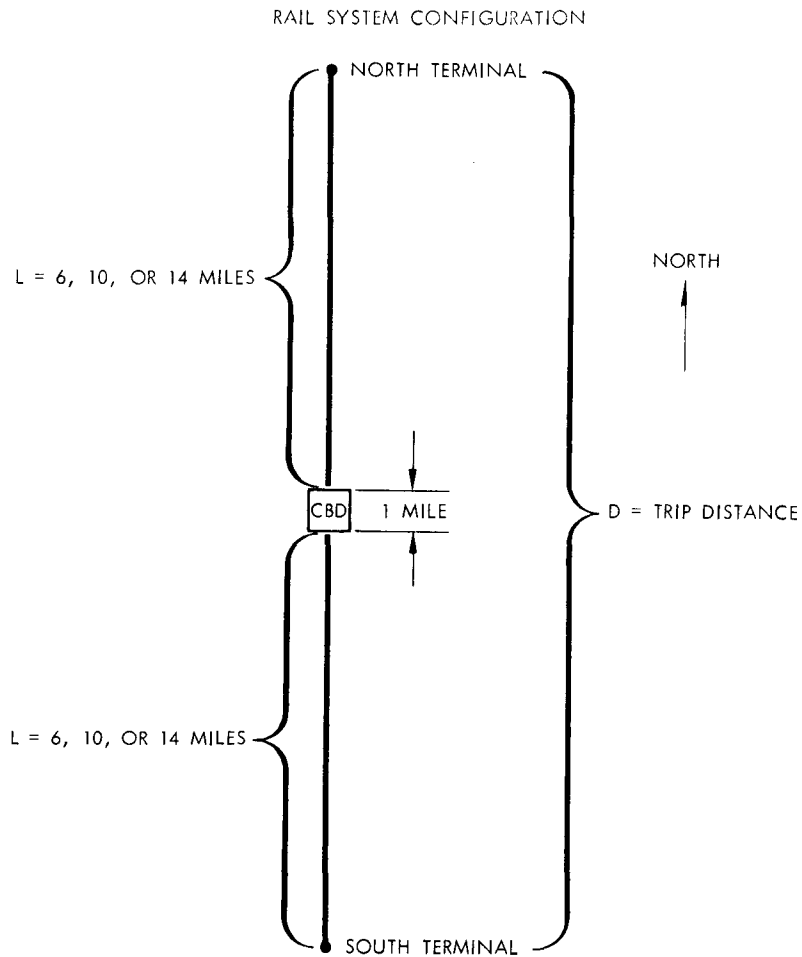 RAIL SYSTEM CONFIGURATION
NORTH TERMINAL
L = 6, 10, OR 14 MILES
NORTH
CBD
1 MILE
D = TRIP DISTANCE
L = 6, 10, OR 14 MILES
SOUTH TERMINAL